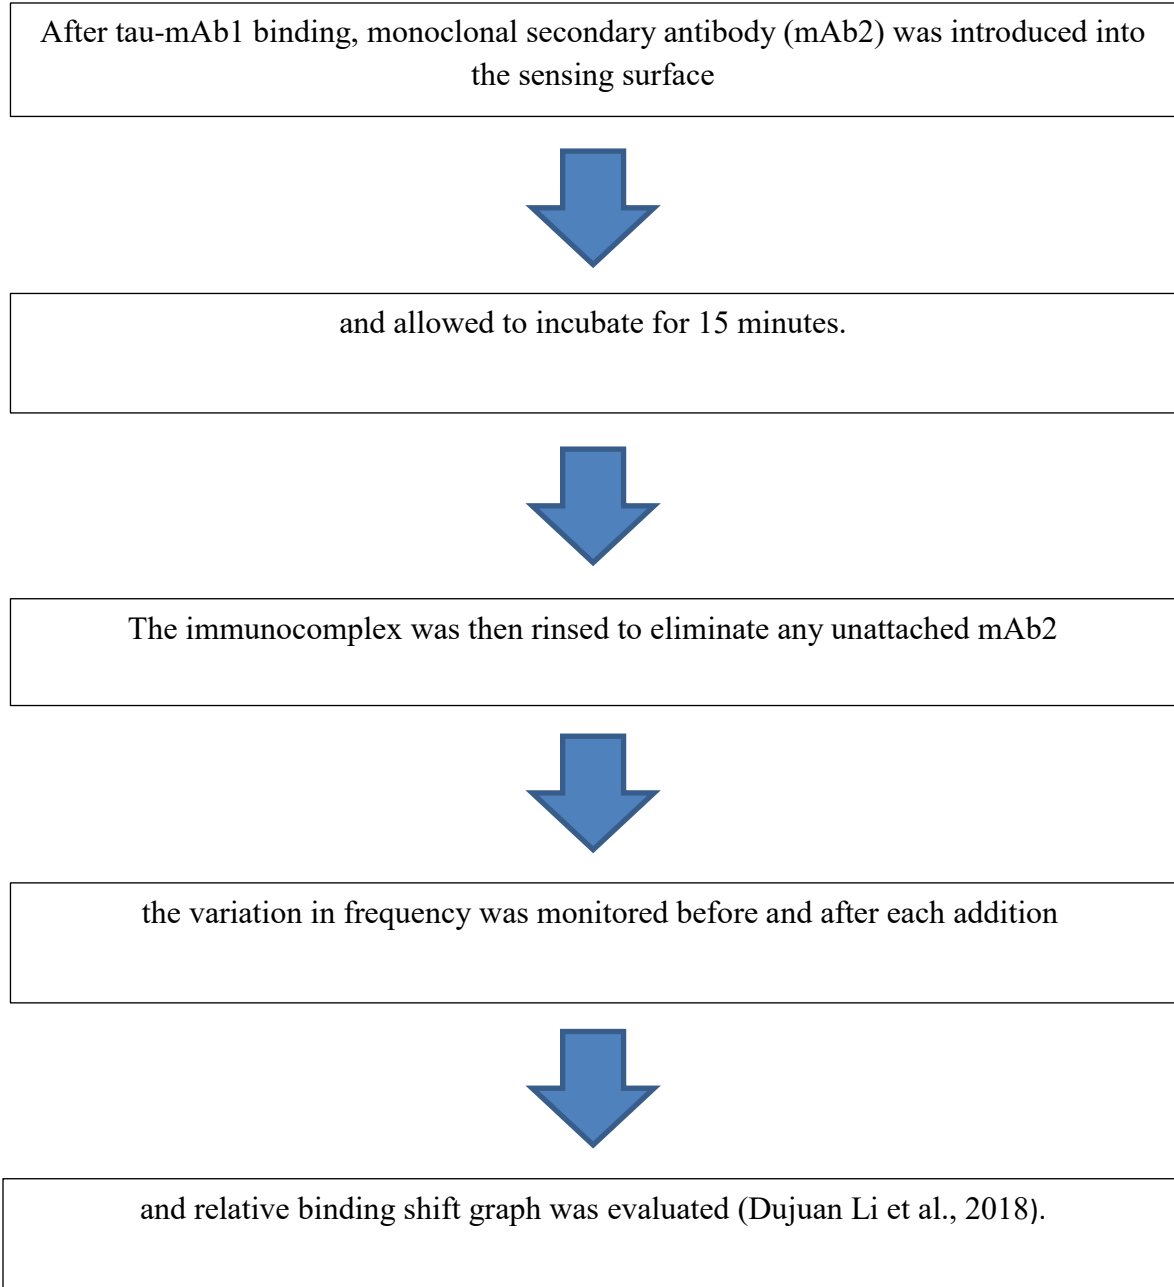 After tau-mAb1 binding, monoclonal secondary antibody (mAb2) was introduced into
the sensing surface
and allowed to incubate for 15 minutes.
The immunocomplex was then rinsed to eliminate any unattached mAb2
the variation in frequency was monitored before and after each addition
and relative binding shift graph was evaluated (Dujuan Li et al., 2018).